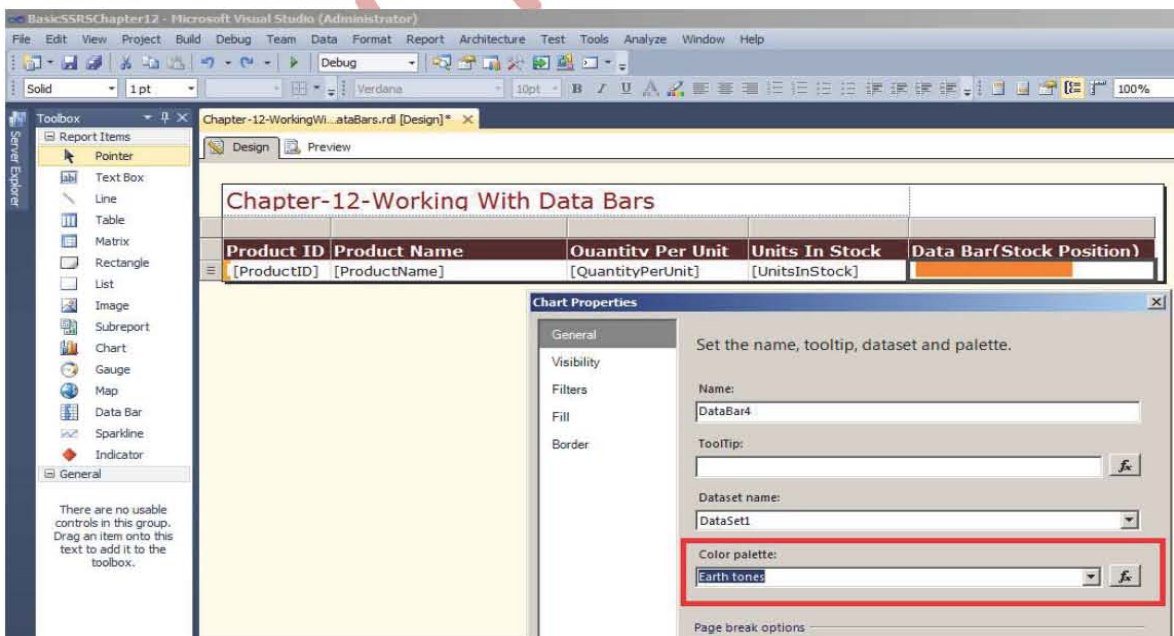 BasicSSRSChapter12 - Microsoft Visual Studio (Administrator)
File Edit View Project Build Debug Team Data Format Report Architecture Test Tools Analyze Window Help
Debug
Solid 1 pt Verdana 10pt B I U A 100%
Server Explorer
Toolbox
Report Items
Pointer
Text Box
Line
Table
Matrix
Rectangle
List
Image
Subreport
Chart
Gauge
Map
Data Bar
Sparkline
Indicator
General
There are no usable
controls in this group.
Drag an item onto this
text to add it to the
toolbox.
Chapter-12-WorkingWi...ataBars.rdl [Design]*
Design Preview
Chapter-12-Working With Data Bars
Product ID Product Name Quantity Per Unit Units In Stock Data Bar(Stock Position)
[ProductID] [ProductName] [QuantityPerUnit] [UnitsInStock]
Chart Properties
General
Visibility
Filters
Fill
Border
Set the name, tooltip, dataset and palette.
Name:
DataBar4
ToolTip:
fx
Dataset name:
DataSet1
Color palette:
Earth tones
fx
Page break options